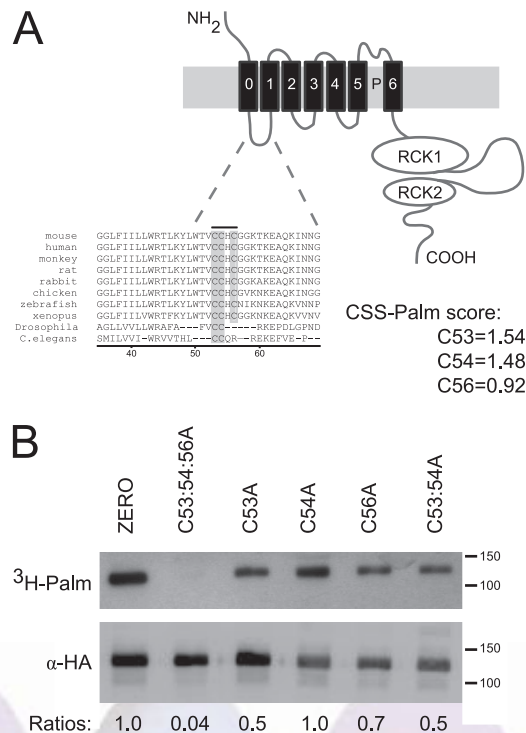 A
NH2
0 1 2 3 4 5 P 6
RCK1
RCK2
COOH
mouse GGLFIILLWRTLKYLWTVCCHCGGKTKEAQKINNG
human GGLFIILLWRTLKYLWTVCCHCGGKTKEAQKINNG
monkey GGLFIILLWRTLKYLWTVCCHCGGKTKEAQKINNG
rat GGLFIILLWRTLKYLWTVCCHCGGKTKEAQKINNG
rabbit GGLFIILLWRTLKYLWTVCCHCGGKTKEAQKINNG
chicken GGLFIILLWRTLKYLWTVCCHCGGKAKEAQKINNG
zebrafish GGLFIILLWRTLKYLWTVCCHCNIKNKEAQKINNG
xenopus GGLFIILLWRTLKYLWTVCCHCGGKNKEAQKVVNV
Drosophila AGLLVVLLWRAFA---FVCC-----RKEPDLGPND
C.elegans SMILVVI-WRVVTHL---CCQR--REKEFVE-P--
40 60
CSS-Palm score:
C53=1.54
C54=1.48
C56=0.92
B
ZERO
C53:54:56A
C53A
C54A
C56A
C53:54A
3H-Palm
150
100
α-HA
150
100
Ratios: 1.0 0.04 0.5 1.0 0.7 0.5